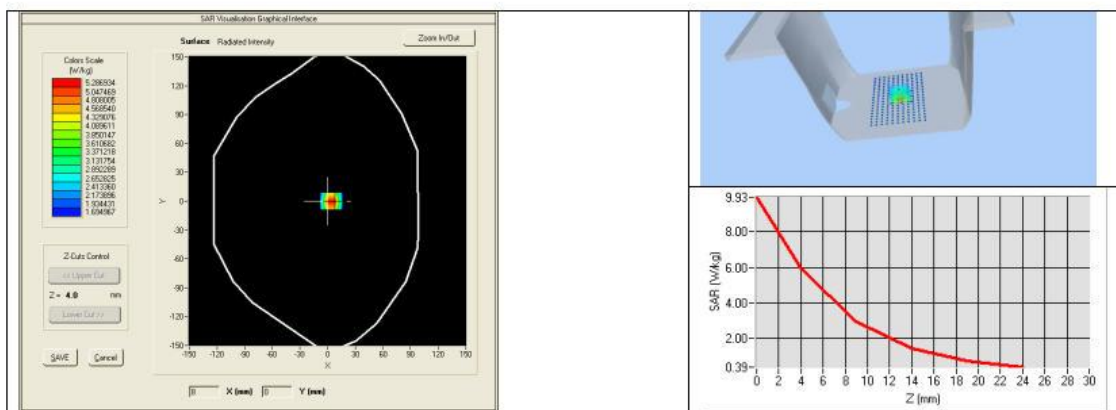 SAR Visualisation Graphical Interface
Surface Radiated Intensity
Zoom In/Out
Colors Scale
(W/kg)
5.286934
5.047469
4.808005
4.568540
4.329076
4.089611
3.850147
3.610682
3.371218
3.131754
2.892289
2.652825
2.413360
2.173896
1.934431
1.694967
Z-Cuts Control
<< Upper Cut
Z = 4.0 mm
Lower Cut >>
SAVE Cancel
150
120
90
60
30
0
-30
-60
-90
-120
-150
Y
-150 -120 -90 -60 -30 0 30 60 90 120 150
X
8 X (mm) 0 Y (mm)
9.93
8.00
6.00
4.00
2.00
0.39
SAR (W/kg)
0 2 4 6 8 10 12 14 16 18 20 22 24 26 28 30
Z (mm)